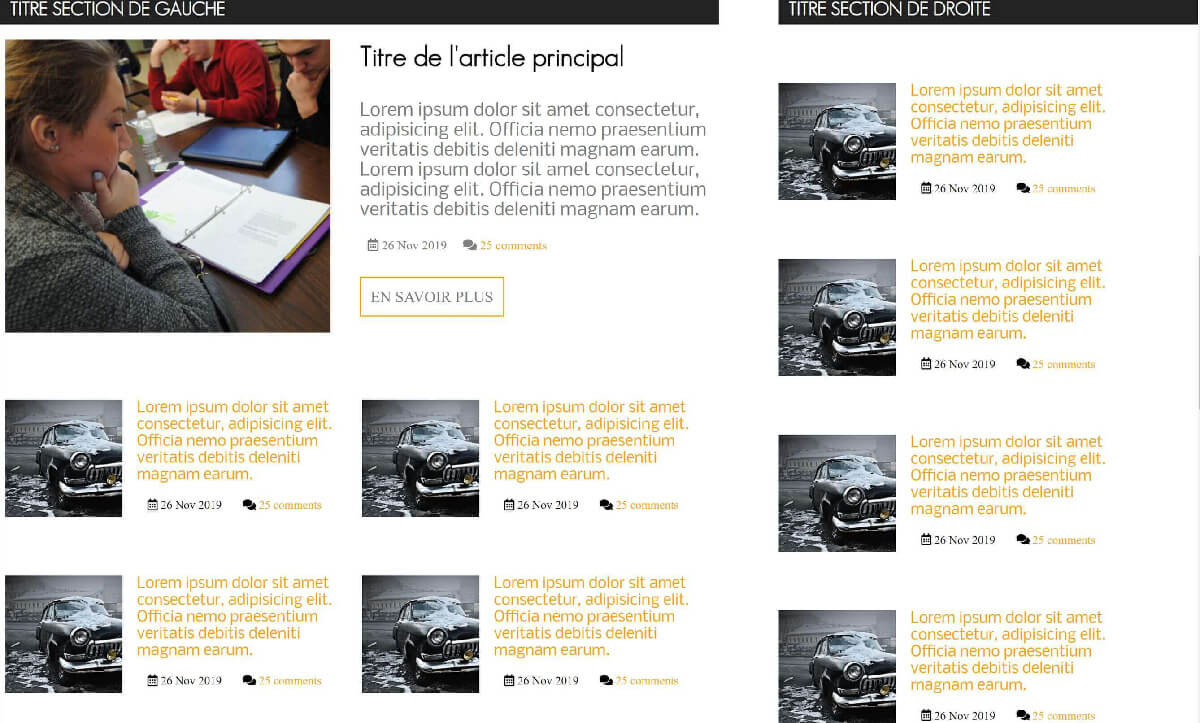 TITRE SECTION DE GAUCHE
Titre de l'article principal
Lorem ipsum dolor sit amet consectetur,
adipisicing elit. Officia nemo praesentium
veritatis debitis deleniti magnam earum.
Lorem ipsum dolor sit amet consectetur,
adipisicing elit. Officia nemo praesentium
veritatis debitis deleniti magnam earum.
26 Nov 2019 25 comments
EN SAVOIR PLUS
Lorem ipsum dolor sit amet
consectetur, adipisicing elit.
Officia nemo praesentium
veritatis debitis deleniti
magnam earum.
26 Nov 2019 25 comments
Lorem ipsum dolor sit amet
consectetur, adipisicing elit.
Officia nemo praesentium
veritatis debitis deleniti
magnam earum.
26 Nov 2019 25 comments
Lorem ipsum dolor sit amet
consectetur, adipisicing elit.
Officia nemo praesentium
veritatis debitis deleniti
magnam earum.
26 Nov 2019 25 comments
Lorem ipsum dolor sit amet
consectetur, adipisicing elit.
Officia nemo praesentium
veritatis debitis deleniti
magnam earum.
26 Nov 2019 25 comments
TITRE SECTION DE DROITE
Lorem ipsum dolor sit amet
consectetur, adipisicing elit.
Officia nemo praesentium
veritatis debitis deleniti
magnam earum.
26 Nov 2019 25 comments
Lorem ipsum dolor sit amet
consectetur, adipisicing elit.
Officia nemo praesentium
veritatis debitis deleniti
magnam earum.
26 Nov 2019 25 comments
Lorem ipsum dolor sit amet
consectetur, adipisicing elit.
Officia nemo praesentium
veritatis debitis deleniti
magnam earum.
26 Nov 2019 25 comments
Lorem ipsum dolor sit amet
consectetur, adipisicing elit.
Officia nemo praesentium
veritatis debitis deleniti
magnam earum.
26 Nov 2019 25 comments